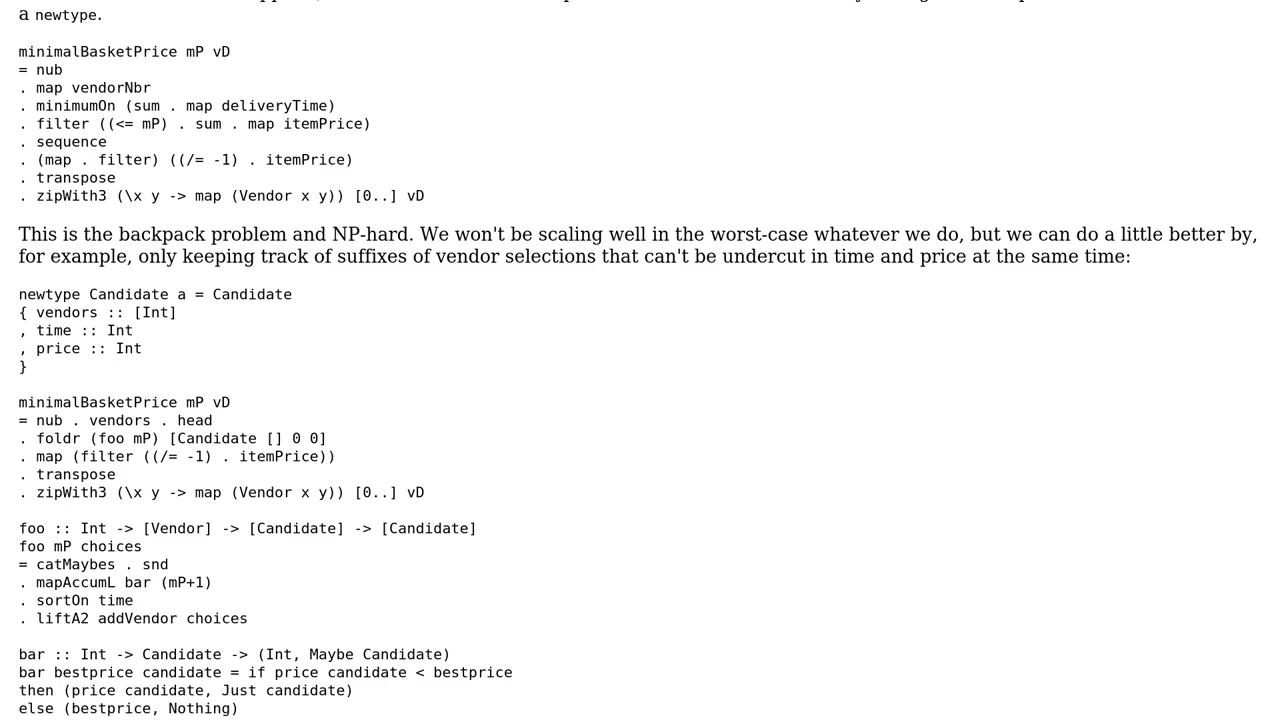 a newtype.
minimalBasketPrice mP vD
= nub
. map vendorNbr
. minimumOn (sum . map deliveryTime)
. filter ((<= mP) . sum . map itemPrice)
. sequence
. (map . filter) ((/= -1) . itemPrice)
. transpose
. zipWith3 (\x y -> map (Vendor x y)) [0..] vD
This is the backpack problem and NP-hard. We won't be scaling well in the worst-case whatever we do, but we can do a little better by,
for example, only keeping track of suffixes of vendor selections that can't be undercut in time and price at the same time:
newtype Candidate a = Candidate
{ vendors :: [Int]
, time :: Int
, price :: Int
}
minimalBasketPrice mP vD
= nub . vendors . head
. foldr (foo mP) [Candidate [] 0 0]
. map (filter ((/= -1) . itemPrice))
. transpose
. zipWith3 (\x y -> map (Vendor x y)) [0..] vD
foo :: Int -> [Vendor] -> [Candidate] -> [Candidate]
foo mP choices
= catMaybes . snd
. mapAccumL bar (mP+1)
. sortOn time
. liftA2 addVendor choices
bar :: Int -> Candidate -> (Int, Maybe Candidate)
bar bestprice candidate = if price candidate < bestprice
then (price candidate, Just candidate)
else (bestprice, Nothing)